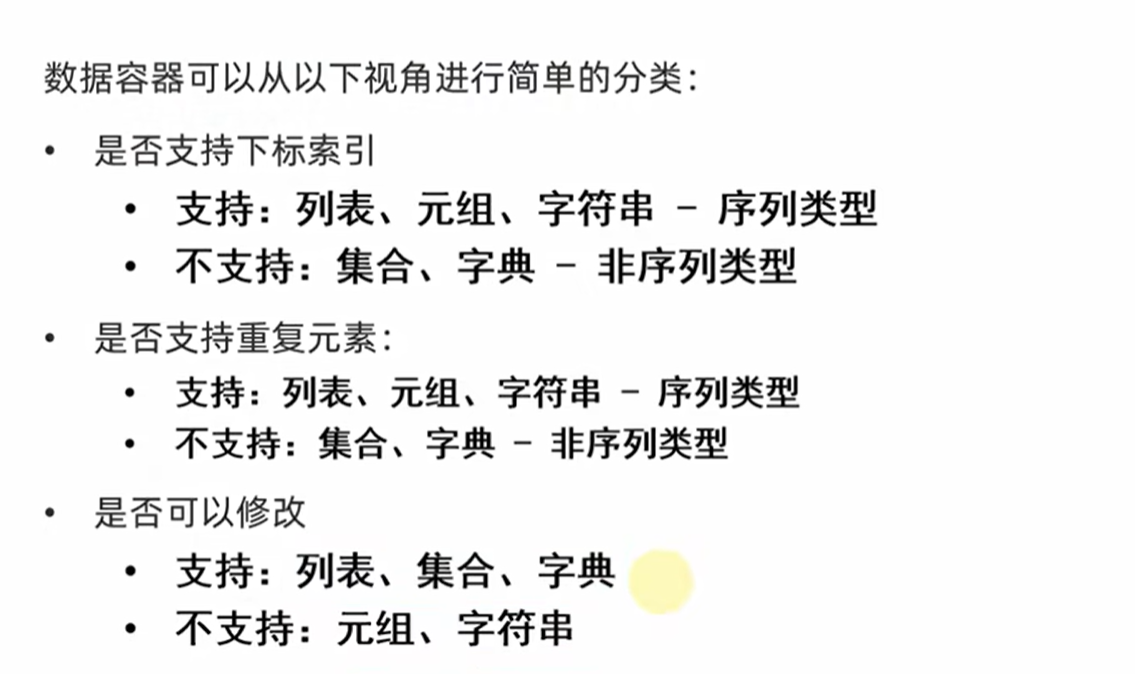 数据容器可以从以下视角进行简单的分类：
• 是否支持下标索引
• 支持：列表、元组、字符串 - 序列类型
• 不支持：集合、字典 - 非序列类型
• 是否支持重复元素：
• 支持：列表、元组、字符串 - 序列类型
• 不支持：集合、字典 - 非序列类型
• 是否可以修改
• 支持：列表、集合、字典
• 不支持：元组、字符串